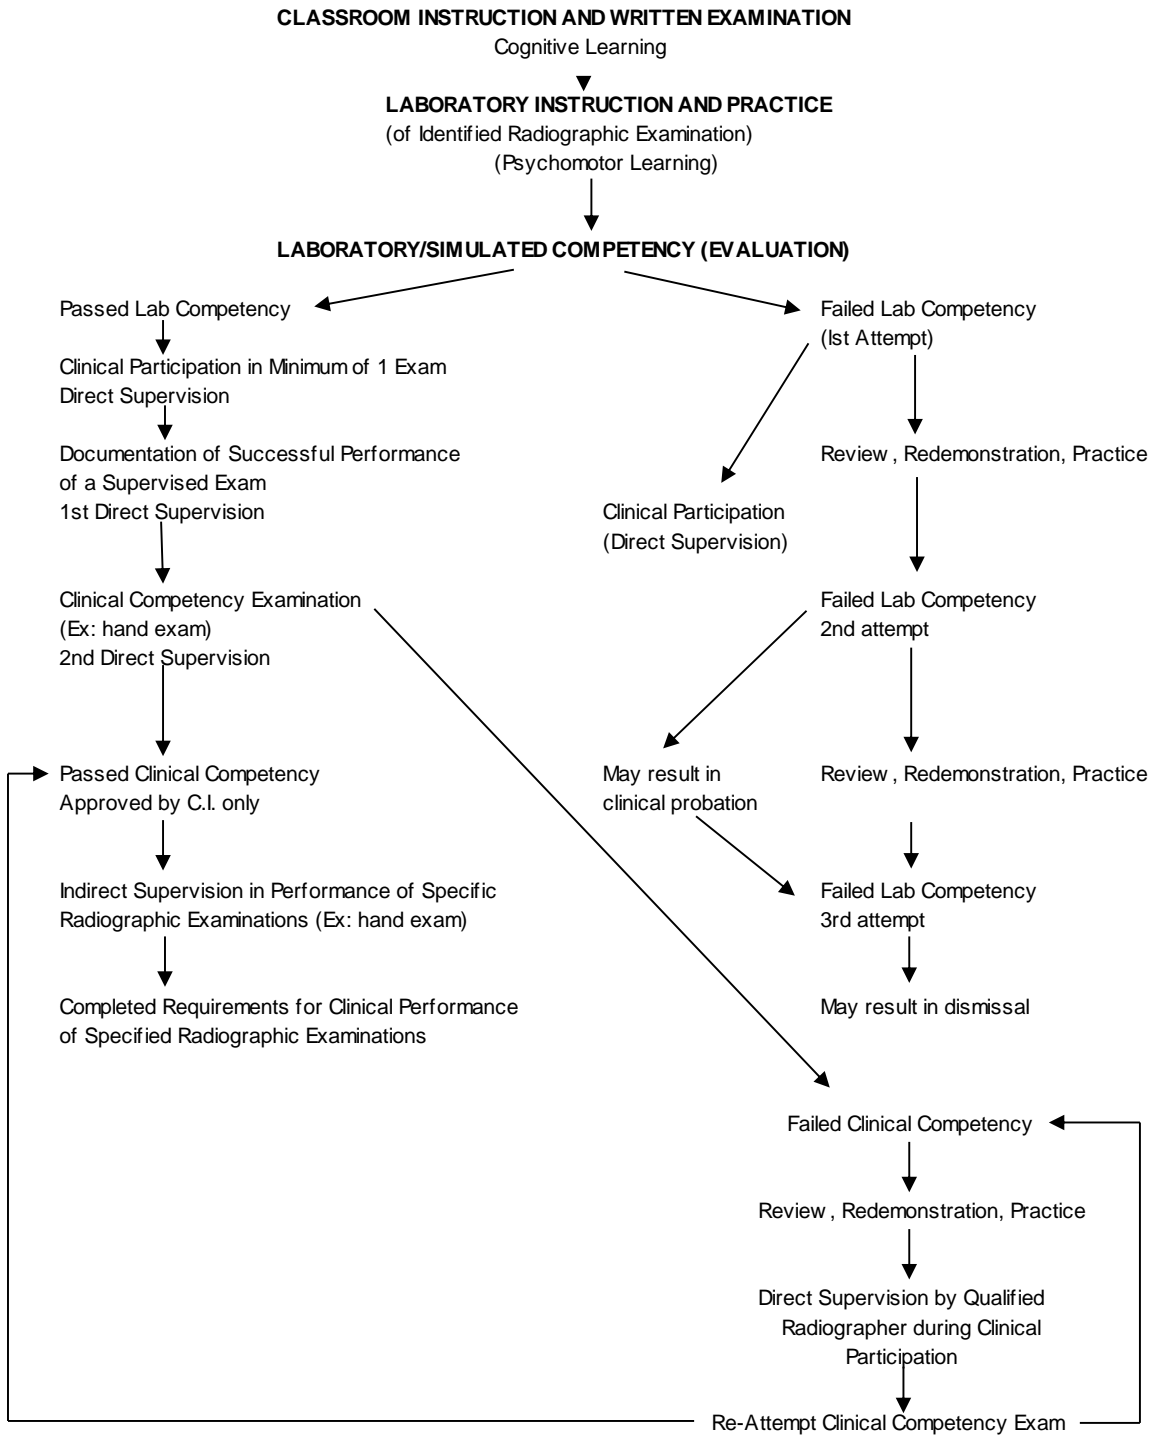 CLASSROOM INSTRUCTION AND WRITTEN EXAMINATION
Cognitive Learning
LABORATORY INSTRUCTION AND PRACTICE
(of Identified Radiographic Examination)
(Psychomotor Learning)
LABORATORY/SIMULATED COMPETENCY (EVALUATION)
Passed Lab Competency
Clinical Participation in Minimum of 1 Exam
Direct Supervision
Documentation of Successful Performance
of a Supervised Exam
1st Direct Supervision
Clinical Competency Examination
(Ex: hand exam)
2nd Direct Supervision
Passed Clinical Competency
Approved by C.I. only
Indirect Supervision in Performance of Specific
Radiographic Examinations (Ex: hand exam)
Completed Requirements for Clinical Performance
of Specified Radiographic Examinations
Failed Lab Competency
(Ist Attempt)
Review, Redemonstration, Practice
Clinical Participation
(Direct Supervision)
Failed Lab Competency
2nd attempt
May result in
clinical probation
Review, Redemonstration, Practice
Failed Lab Competency
3rd attempt
May result in dismissal
Failed Clinical Competency
Review, Redemonstration, Practice
Direct Supervision by Qualified
Radiographer during Clinical
Participation
Re-Attempt Clinical Competency Exam